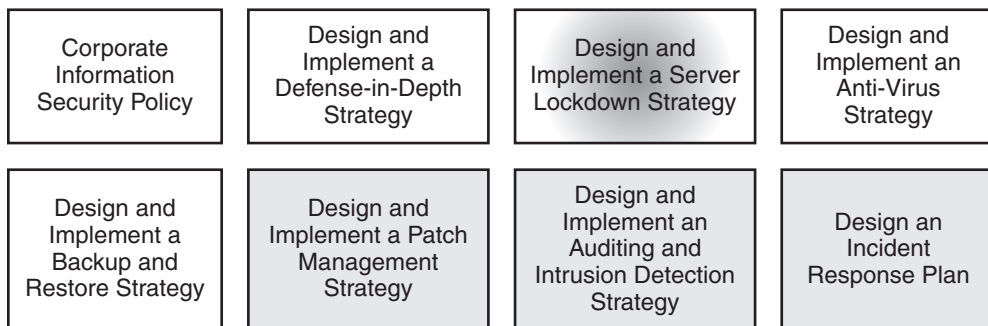 Corporate
Information
Security Policy
Design and
Implement a
Defense-in-Depth
Strategy
Design and
Implement a Server
Lockdown Strategy
Design and
Implement an
Anti-Virus
Strategy
Design and
Implement a
Backup and
Restore Strategy
Design and
Implement a Patch
Management
Strategy
Design and
Implement an
Auditing and
Intrusion Detection
Strategy
Design an
Incident
Response Plan